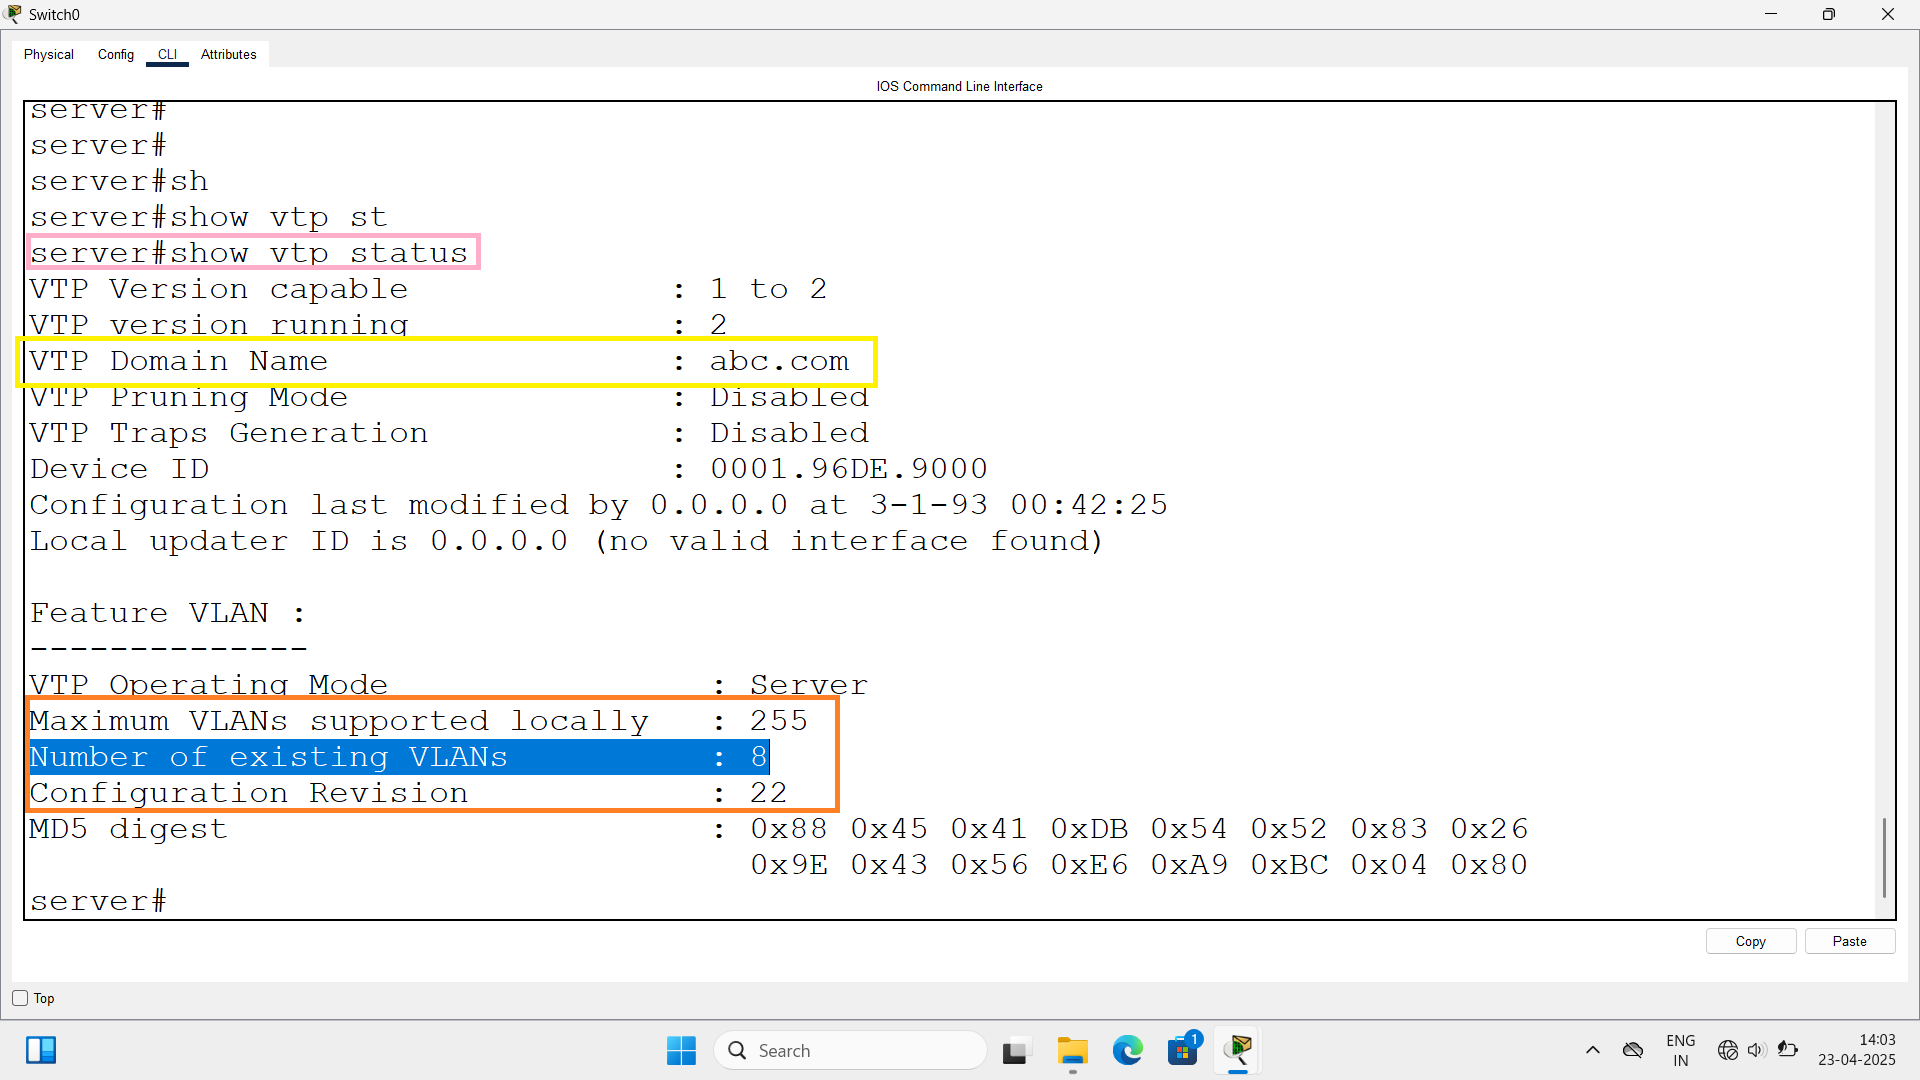 Switch0
Physical Config CLI Attributes
IOS Command Line Interface
server#
server#
server#sh
server#show vtp st
server#show vtp status
VTP Version capable : 1 to 2
VTP version running : 2
VTP Domain Name : abc.com
VTP Pruning Mode : Disabled
VTP Traps Generation : Disabled
Device ID : 0001.96DE.9000
Configuration last modified by 0.0.0.0 at 3-1-93 00:42:25
Local updater ID is 0.0.0.0 (no valid interface found)
Feature VLAN :
--------------
VTP Operating Mode : Server
Maximum VLANs supported locally : 255
Number of existing VLANs : 8
Configuration Revision : 22
MD5 digest : 0x88 0x45 0x41 0xDB 0x54 0x52 0x83 0x26
0x9E 0x43 0x56 0xE6 0xA9 0xBC 0x04 0x80
server#
Copy Paste
Top
Search
1
ENG
IN
14:03
23-04-2025